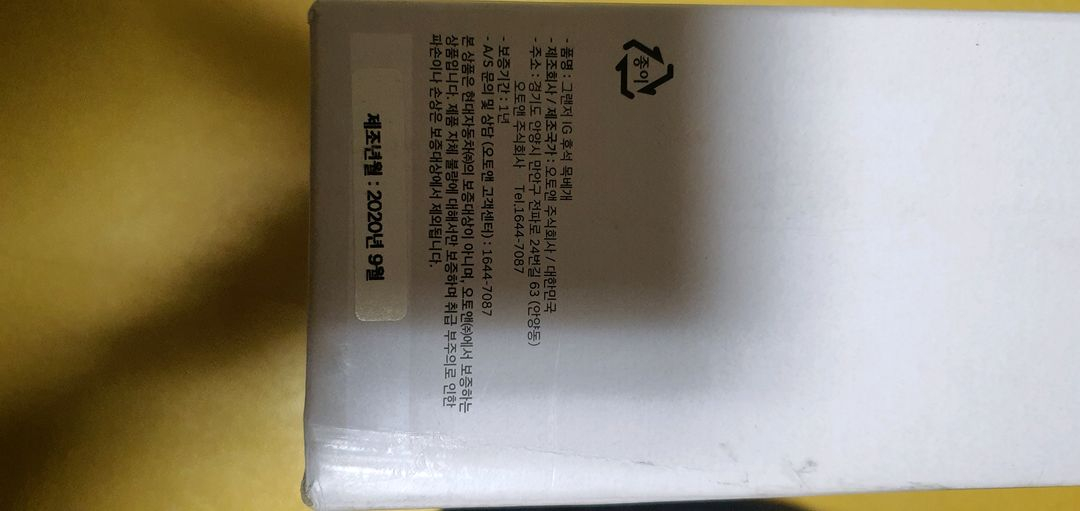 종이
- 품명 : 그랜저 IG 후석 목베개
- 제조회사 / 제조국가 : 오토앤 주식회사 / 대한민국
- 주소 : 경기도 안양시 만안구 전파로 24번길 63 (안양동)
오토앤 주식회사 Tel.1644-7087
- 보증기간 : 1년
- A/S 문의 및 상담 (오토앤 고객센터) : 1644-7087
본 상품은 현대자동차㈜의 보증대상이 아니며, 오토앤㈜에서 보증하는
상품입니다. 제품 자체 불량에 대해서만 보증하며 취급 부주의로 인한
파손이나 손상은 보증대상에서 제외됩니다.
제조년월 : 2020년 9월